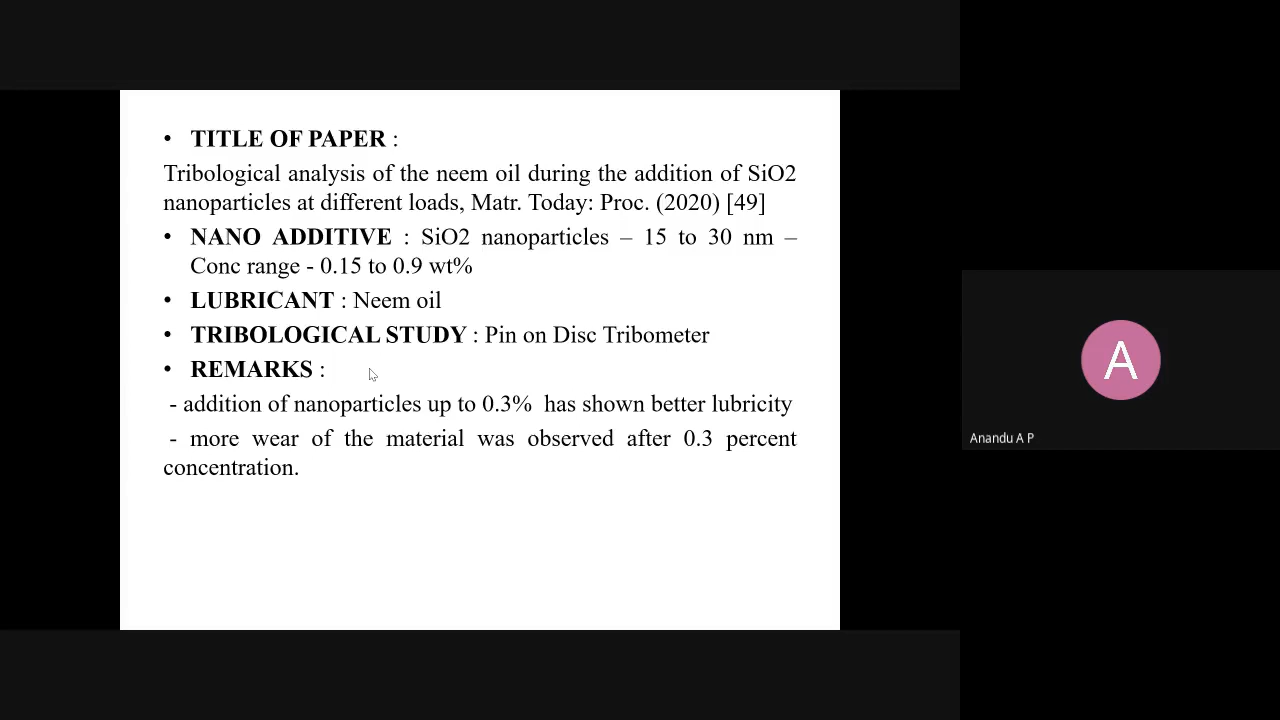 • TITLE OF PAPER :
Tribological analysis of the neem oil during the addition of SiO2
nanoparticles at different loads, Matr. Today: Proc. (2020) [49]
• NANO ADDITIVE : SiO2 nanoparticles – 15 to 30 nm –
Conc range - 0.15 to 0.9 wt%
• LUBRICANT : Neem oil
• TRIBOLOGICAL STUDY : Pin on Disc Tribometer
• REMARKS :
- addition of nanoparticles up to 0.3% has shown better lubricity
- more wear of the material was observed after 0.3 percent
concentration.
A
Anandu A P